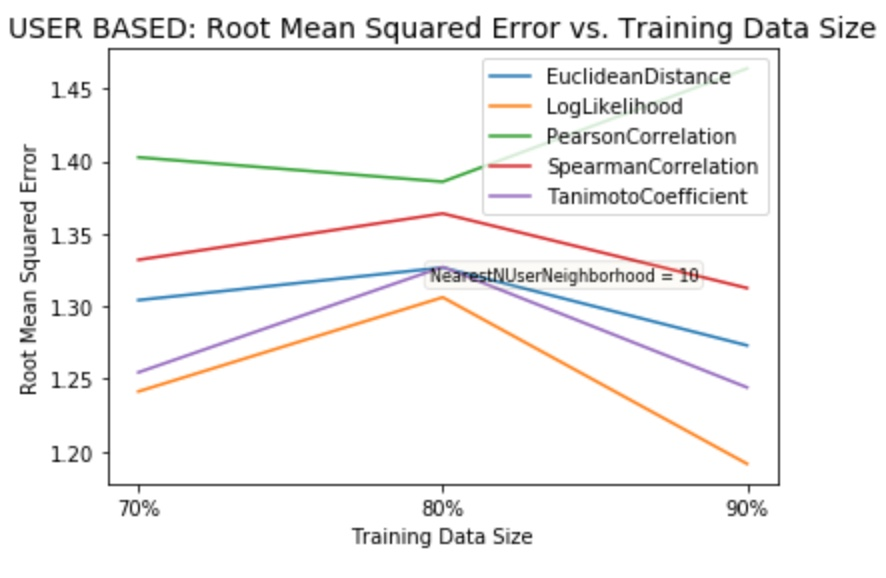 USER BASED: Root Mean Squared Error vs. Training Data Size
EuclideanDistance
LogLikelihood
PearsonCorrelation
SpearmanCorrelation
TanimotoCoefficient
NearestNUserNeighborhood = 10
Root Mean Squared Error
1.45
1.40
1.35
1.30
1.25
1.20
70%
80%
90%
Training Data Size